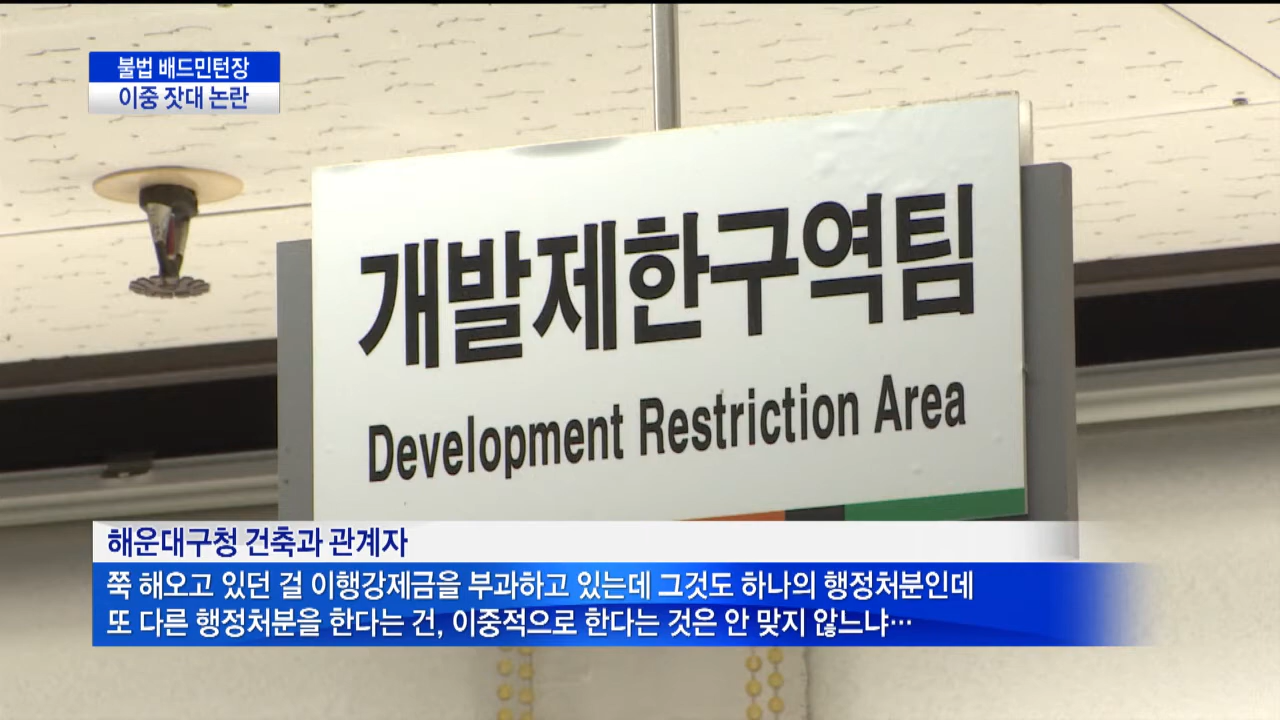 불법 배드민턴장
이중 잣대 논란
개발제한구역팀
Development Restriction Area
해운대구청 건축과 관계자
쭉 해오고 있던 걸 이행강제금을 부과하고 있는데 그것도 하나의 행정처분인데
또 다른 행정처분을 한다는 건, 이중적으로 한다는 것은 안 맞지 않느냐…